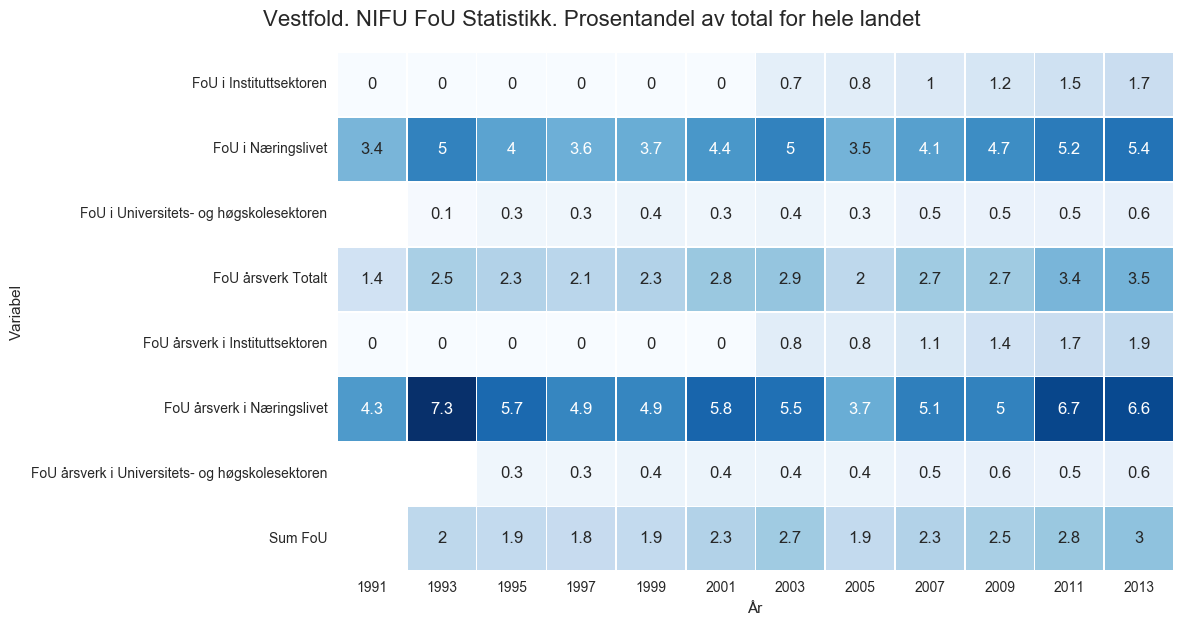 Vestfold. NIFU FoU Statistikk. Prosentandel av total for hele landet
FoU i Instituttsektoren 0 0 0 0 0 0 0.7 0.8 1 1.2 1.5 1.7
FoU i Næringslivet 3.4 5 4 3.6 3.7 4.4 5 3.5 4.1 4.7 5.2 5.4
FoU i Universitets- og høgskolesektoren 0.1 0.3 0.3 0.4 0.3 0.4 0.3 0.5 0.5 0.5 0.6
FoU årsverk Totalt 1.4 2.5 2.3 2.1 2.3 2.8 2.9 2 2.7 2.7 3.4 3.5
Variabel
FoU årsverk i Instituttsektoren 0 0 0 0 0 0 0.8 0.8 1.1 1.4 1.7 1.9
FoU årsverk i Næringslivet 4.3 7.3 5.7 4.9 4.9 5.8 5.5 3.7 5.1 5 6.7 6.6
FoU årsverk i Universitets- og høgskolesektoren 0.3 0.3 0.4 0.4 0.4 0.4 0.5 0.6 0.5 0.6
Sum FoU 2 1.9 1.8 1.9 2.3 2.7 1.9 2.3 2.5 2.8 3
1991 1993 1995 1997 1999 2001 2003 2005 2007 2009 2011 2013
År